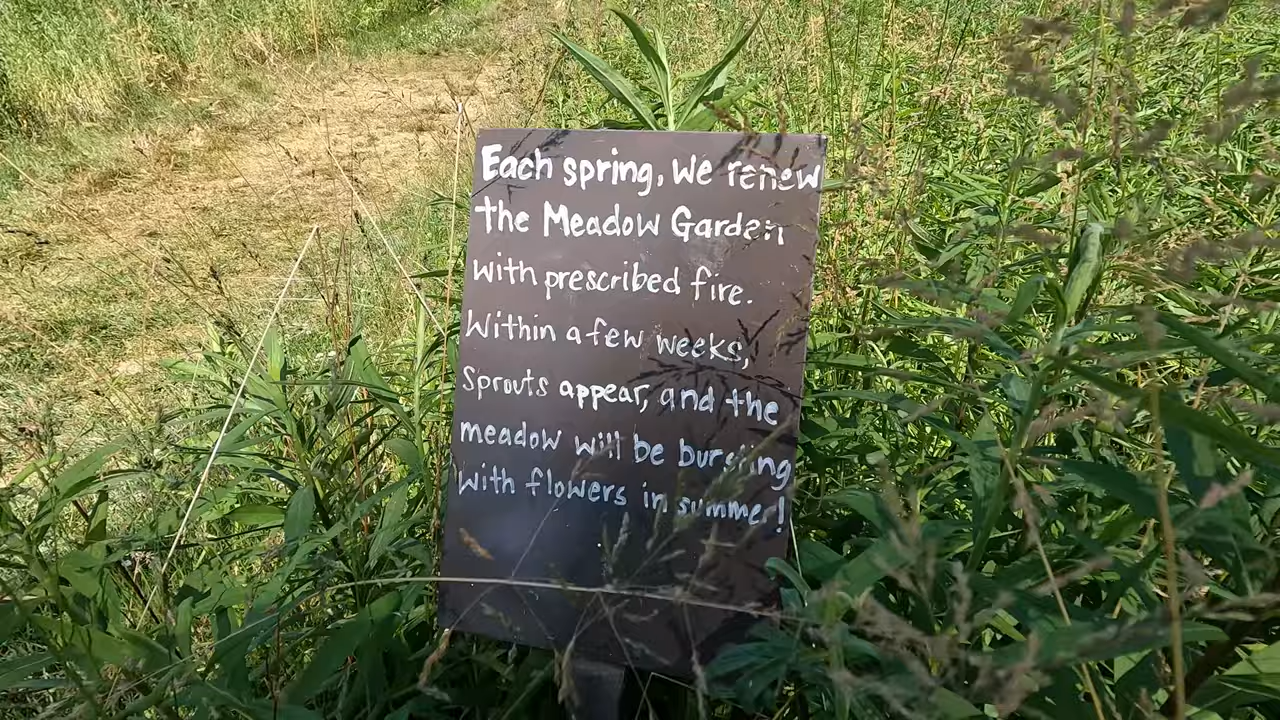 Each spring, we renew
the Meadow Garden
with prescribed fire.
Within a few weeks,
Sprouts appear, and the
meadow will be bursting
with flowers in summer!